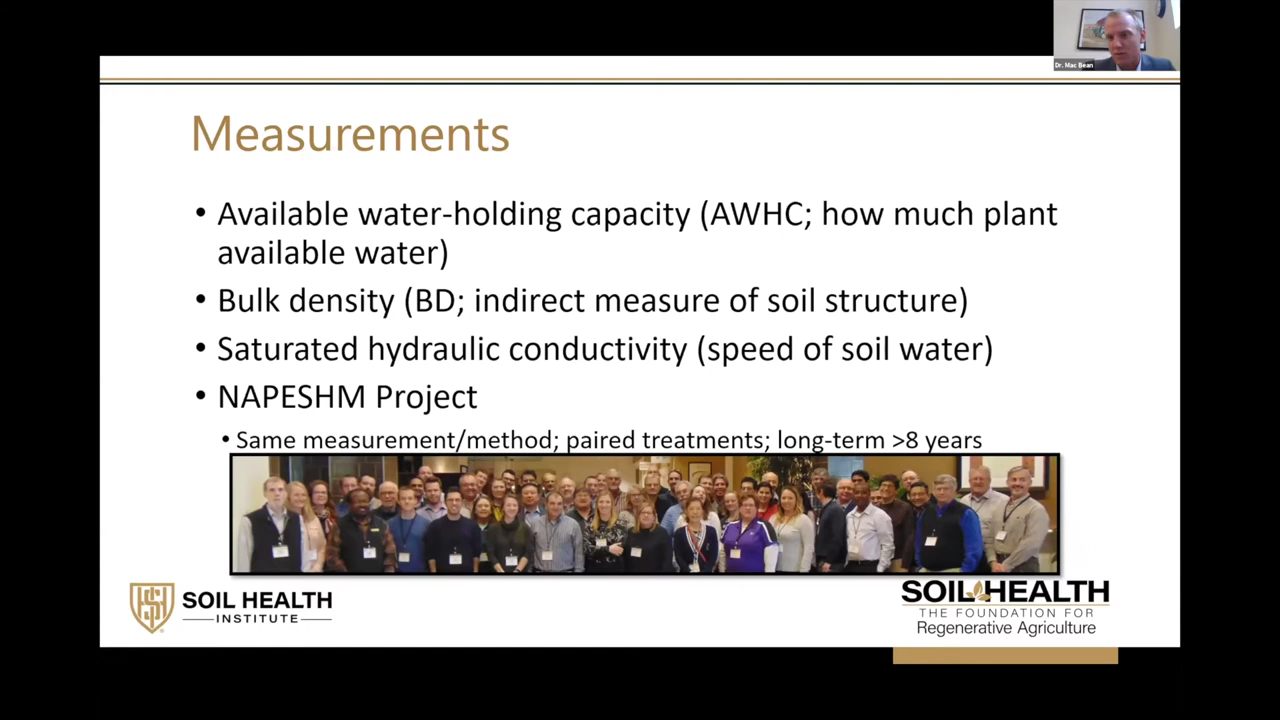 Dr. Mac Bean
Measurements
• Available water-holding capacity (AWHC; how much plant
available water)
• Bulk density (BD; indirect measure of soil structure)
• Saturated hydraulic conductivity (speed of soil water)
• NAPESHM Project
• Same measurement/method; paired treatments; long-term >8 years
SOIL HEALTH
INSTITUTE
SOIL HEALTH
THE FOUNDATION FOR
Regenerative Agriculture